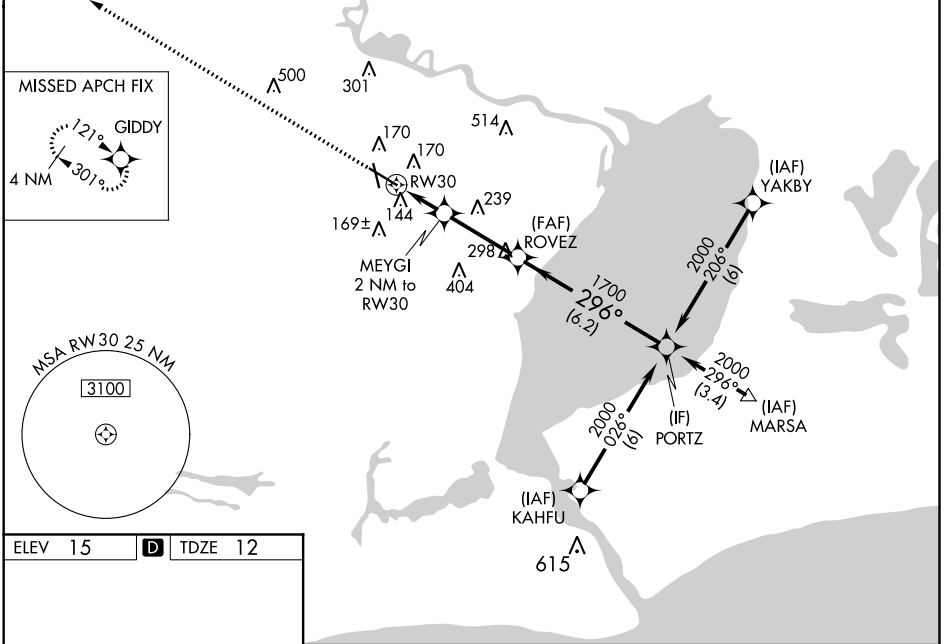 MISSED APCH FIX
GIDDY
121°
301°
4 NM
500
301
170
170
514
RW30
144
169±
239
298
404
MEYGI
2 NM to
RW30
(FAF)
ROVEZ
(IAF)
YAKBY
2000
206°
(6)
1700
296°
(6.2)
2000
296°
(3.4)
(IAF)
MARSA
(IF)
PORTZ
2000
026°
(6)
(IAF)
KAHFU
615
MSA RW30 25 NM
3100
ELEV 15 D TDZE 12